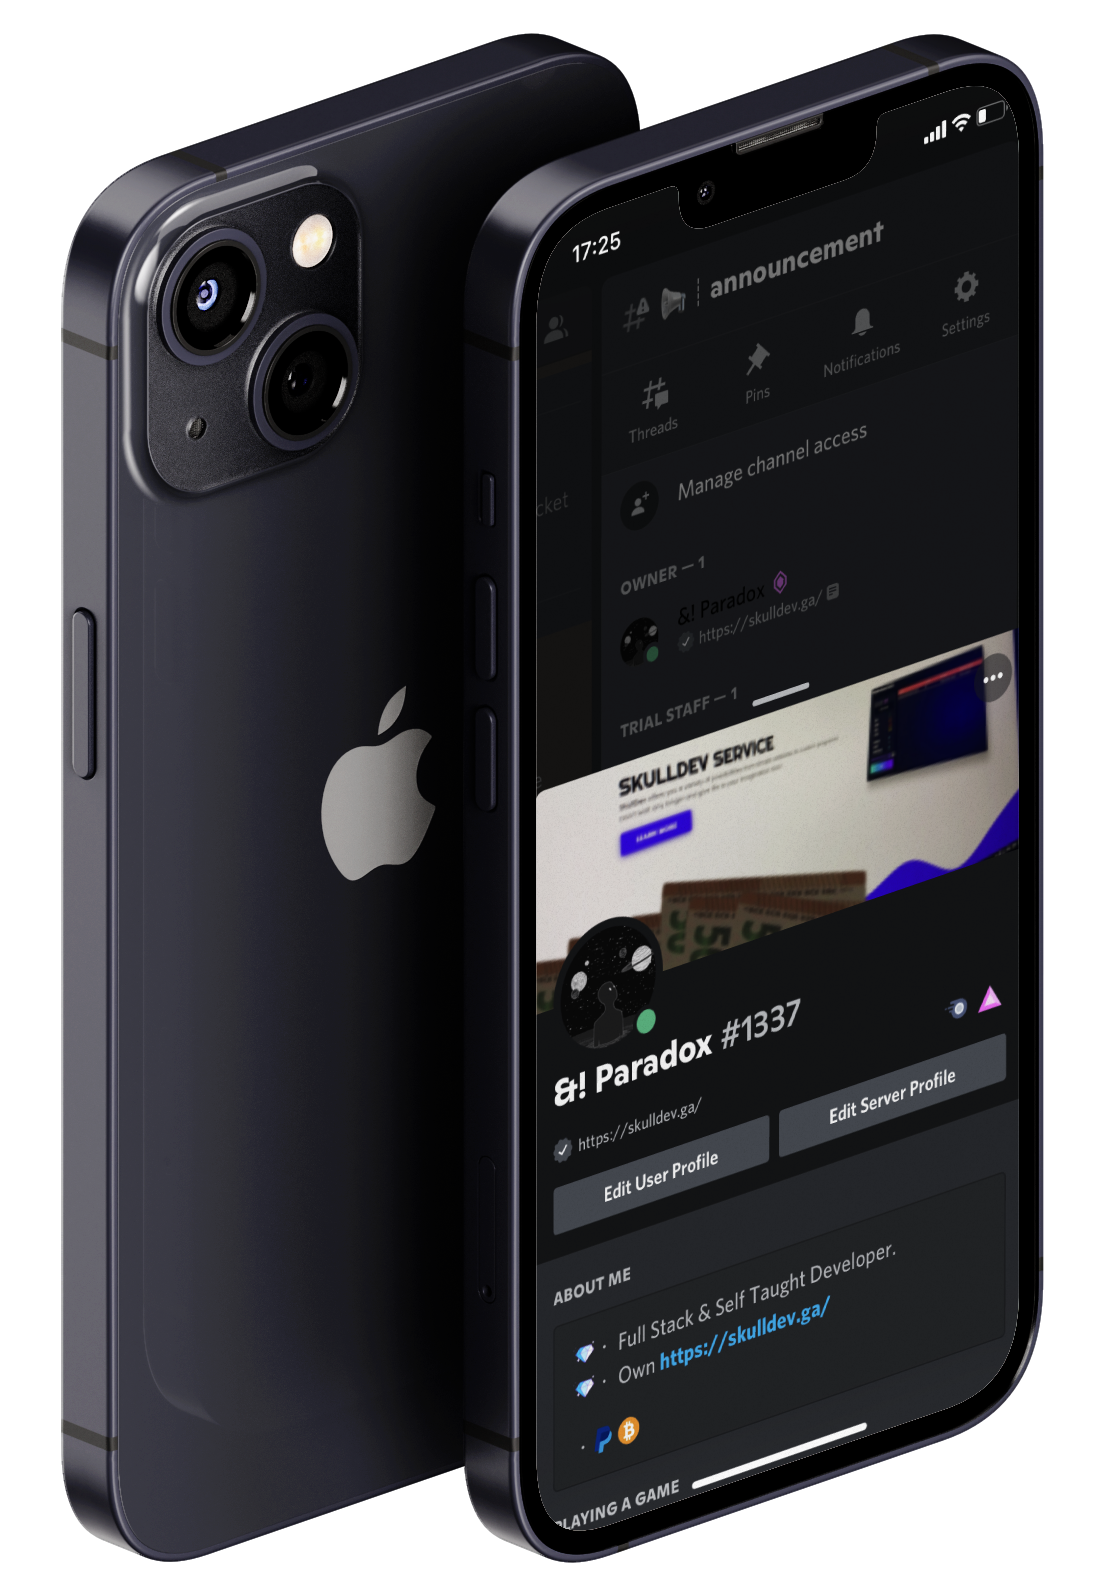 17:25
announcement
Threads
Pins
Notifications
Settings
cket
Manage channel access
OWNER — 1
&! Paradox
https://skulldev.ga/
TRIAL STAFF — 1
SKULLDEV SERVICE
LEARN MORE
&! Paradox #1337
https://skulldev.ga/
Edit User Profile
Edit Server Profile
ABOUT ME
· Full Stack & Self Taught Developer.
· Own https://skulldev.ga/
PLAYING A GAME